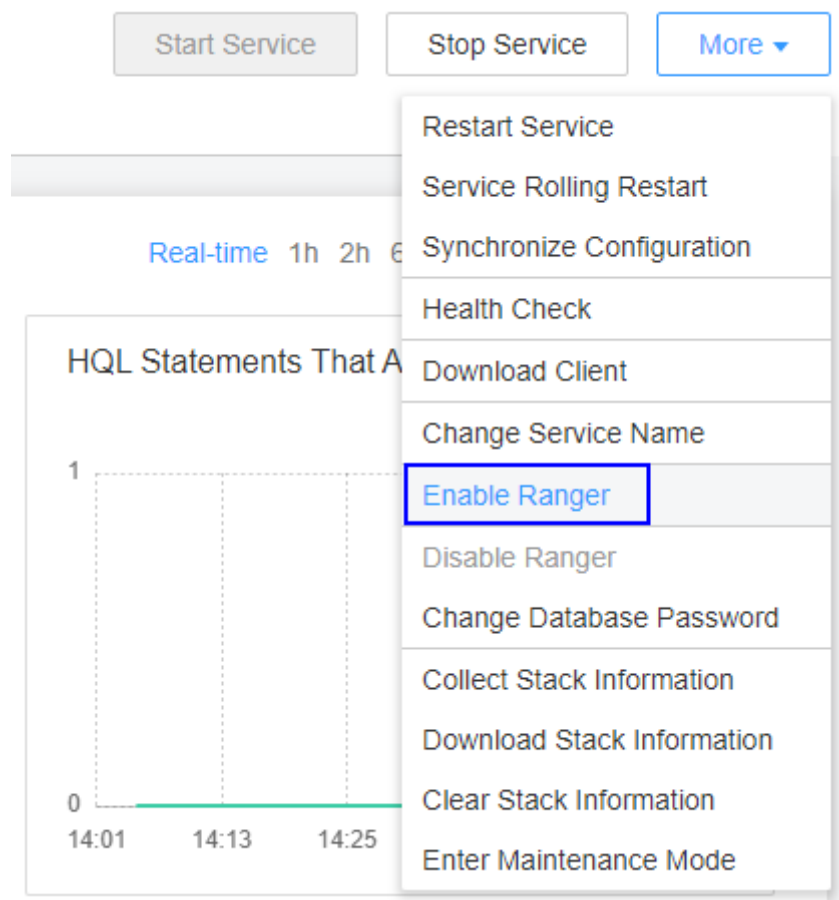 Start Service
Stop Service
More
Restart Service
Service Rolling Restart
Synchronize Configuration
Health Check
Download Client
Change Service Name
Enable Ranger
Disable Ranger
Change Database Password
Collect Stack Information
Download Stack Information
Clear Stack Information
Enter Maintenance Mode
Real-time 1h 2h 6
HQL Statements That A
1
0
14:01 14:13 14:25